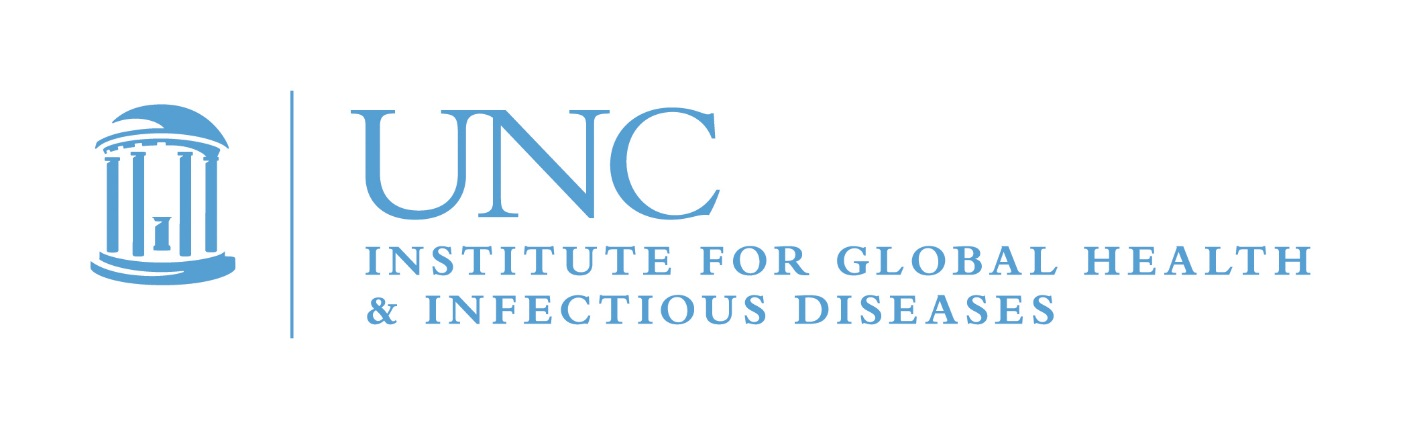 UNC
INSTITUTE FOR GLOBAL HEALTH
& INFECTIOUS DISEASES